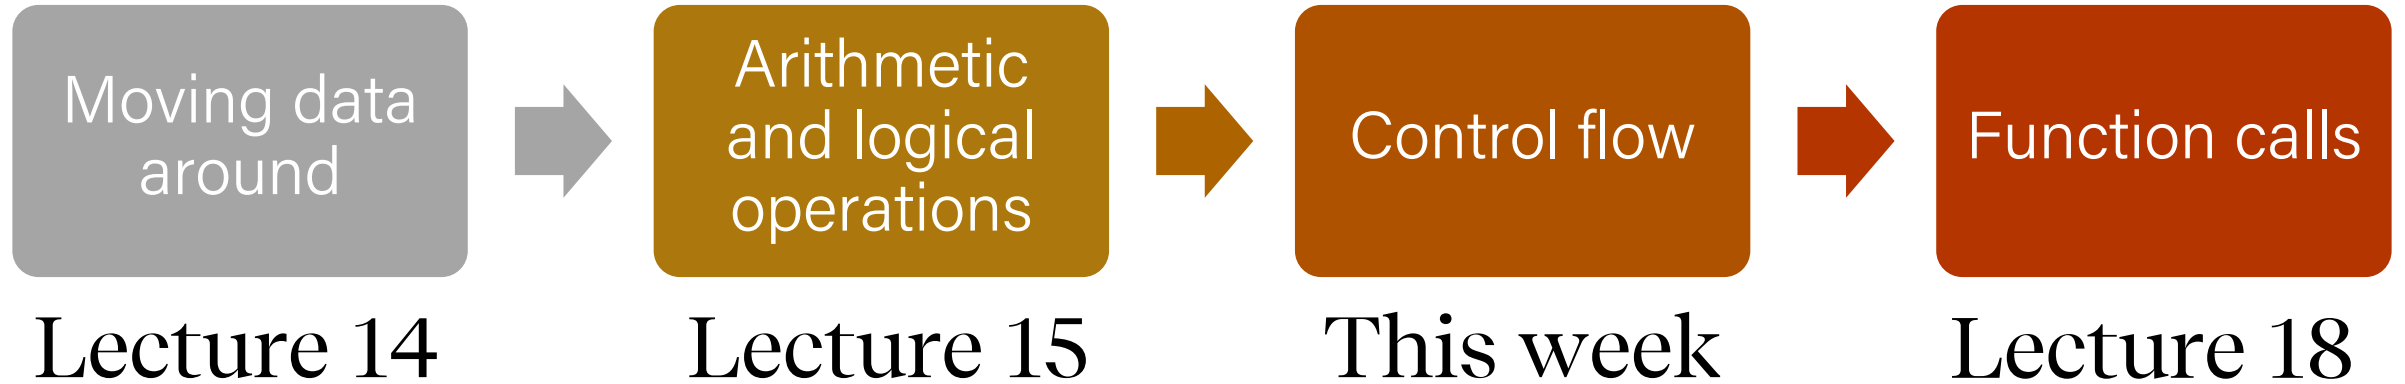 Moving data
around
Arithmetic
and logical
operations
Control flow
Function calls
Lecture 14
Lecture 15
This week
Lecture 18